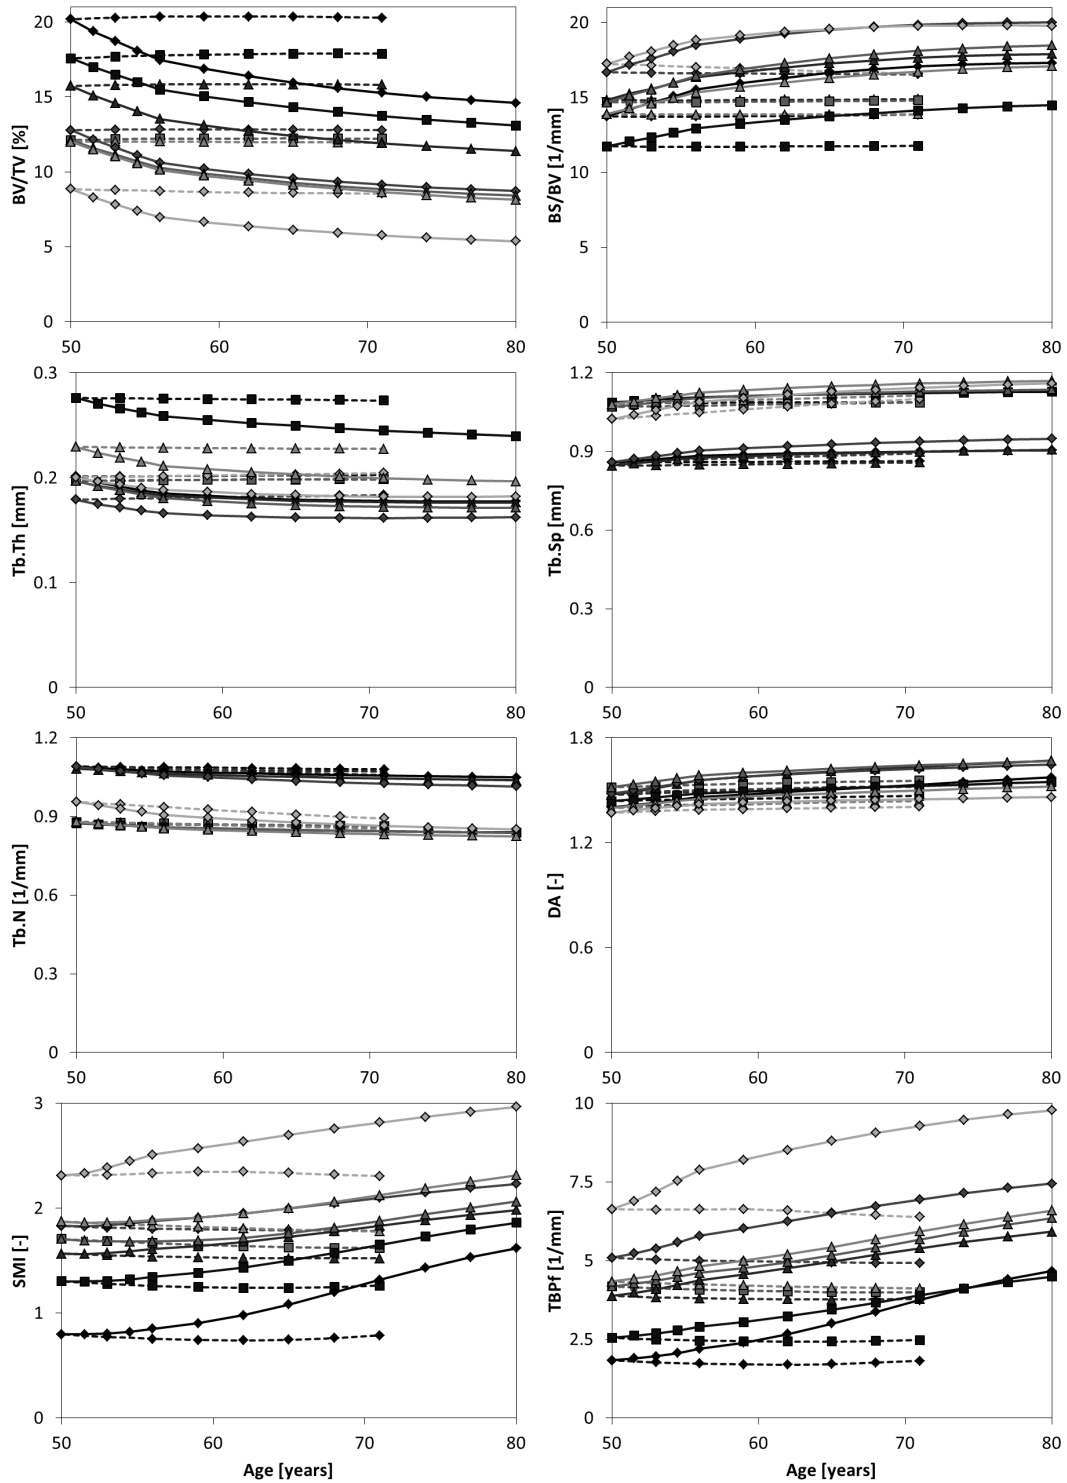 20
15
10
5
0
BV/TV [%]
50 60 70 80
20
15
10
5
0
BS/BV [1/mm]
50 60 70 80
0.3
0.2
0.1
0
Tb.Th [mm]
50 60 70 80
1.2
0.9
0.6
0.3
0
Tb.Sp [mm]
50 60 70 80
1.2
0.9
0.6
0.3
0
Tb.N [1/mm]
50 60 70 80
1.8
1.2
0.6
0
DA [-]
50 60 70 80
3
2
1
0
SMI [-]
50 60 70 80
Age [years]
10
7.5
5
2.5
0
TBPf [1/mm]
50 60 70 80
Age [years]